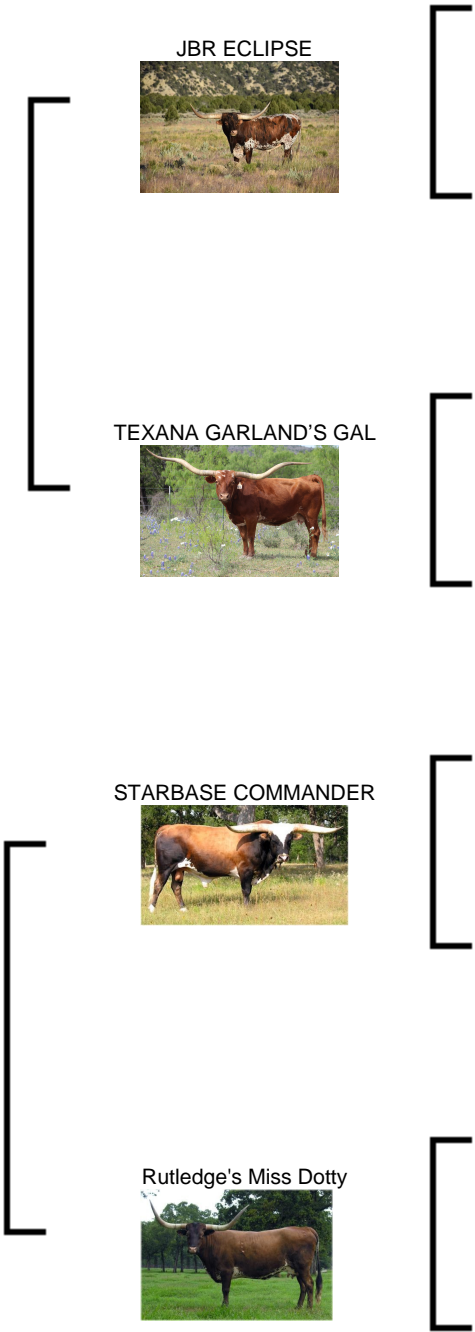 JBR ECLIPSE
TEXANA GARLAND'S GAL
STARBASE COMMANDER
Rutledge's Miss Dotty